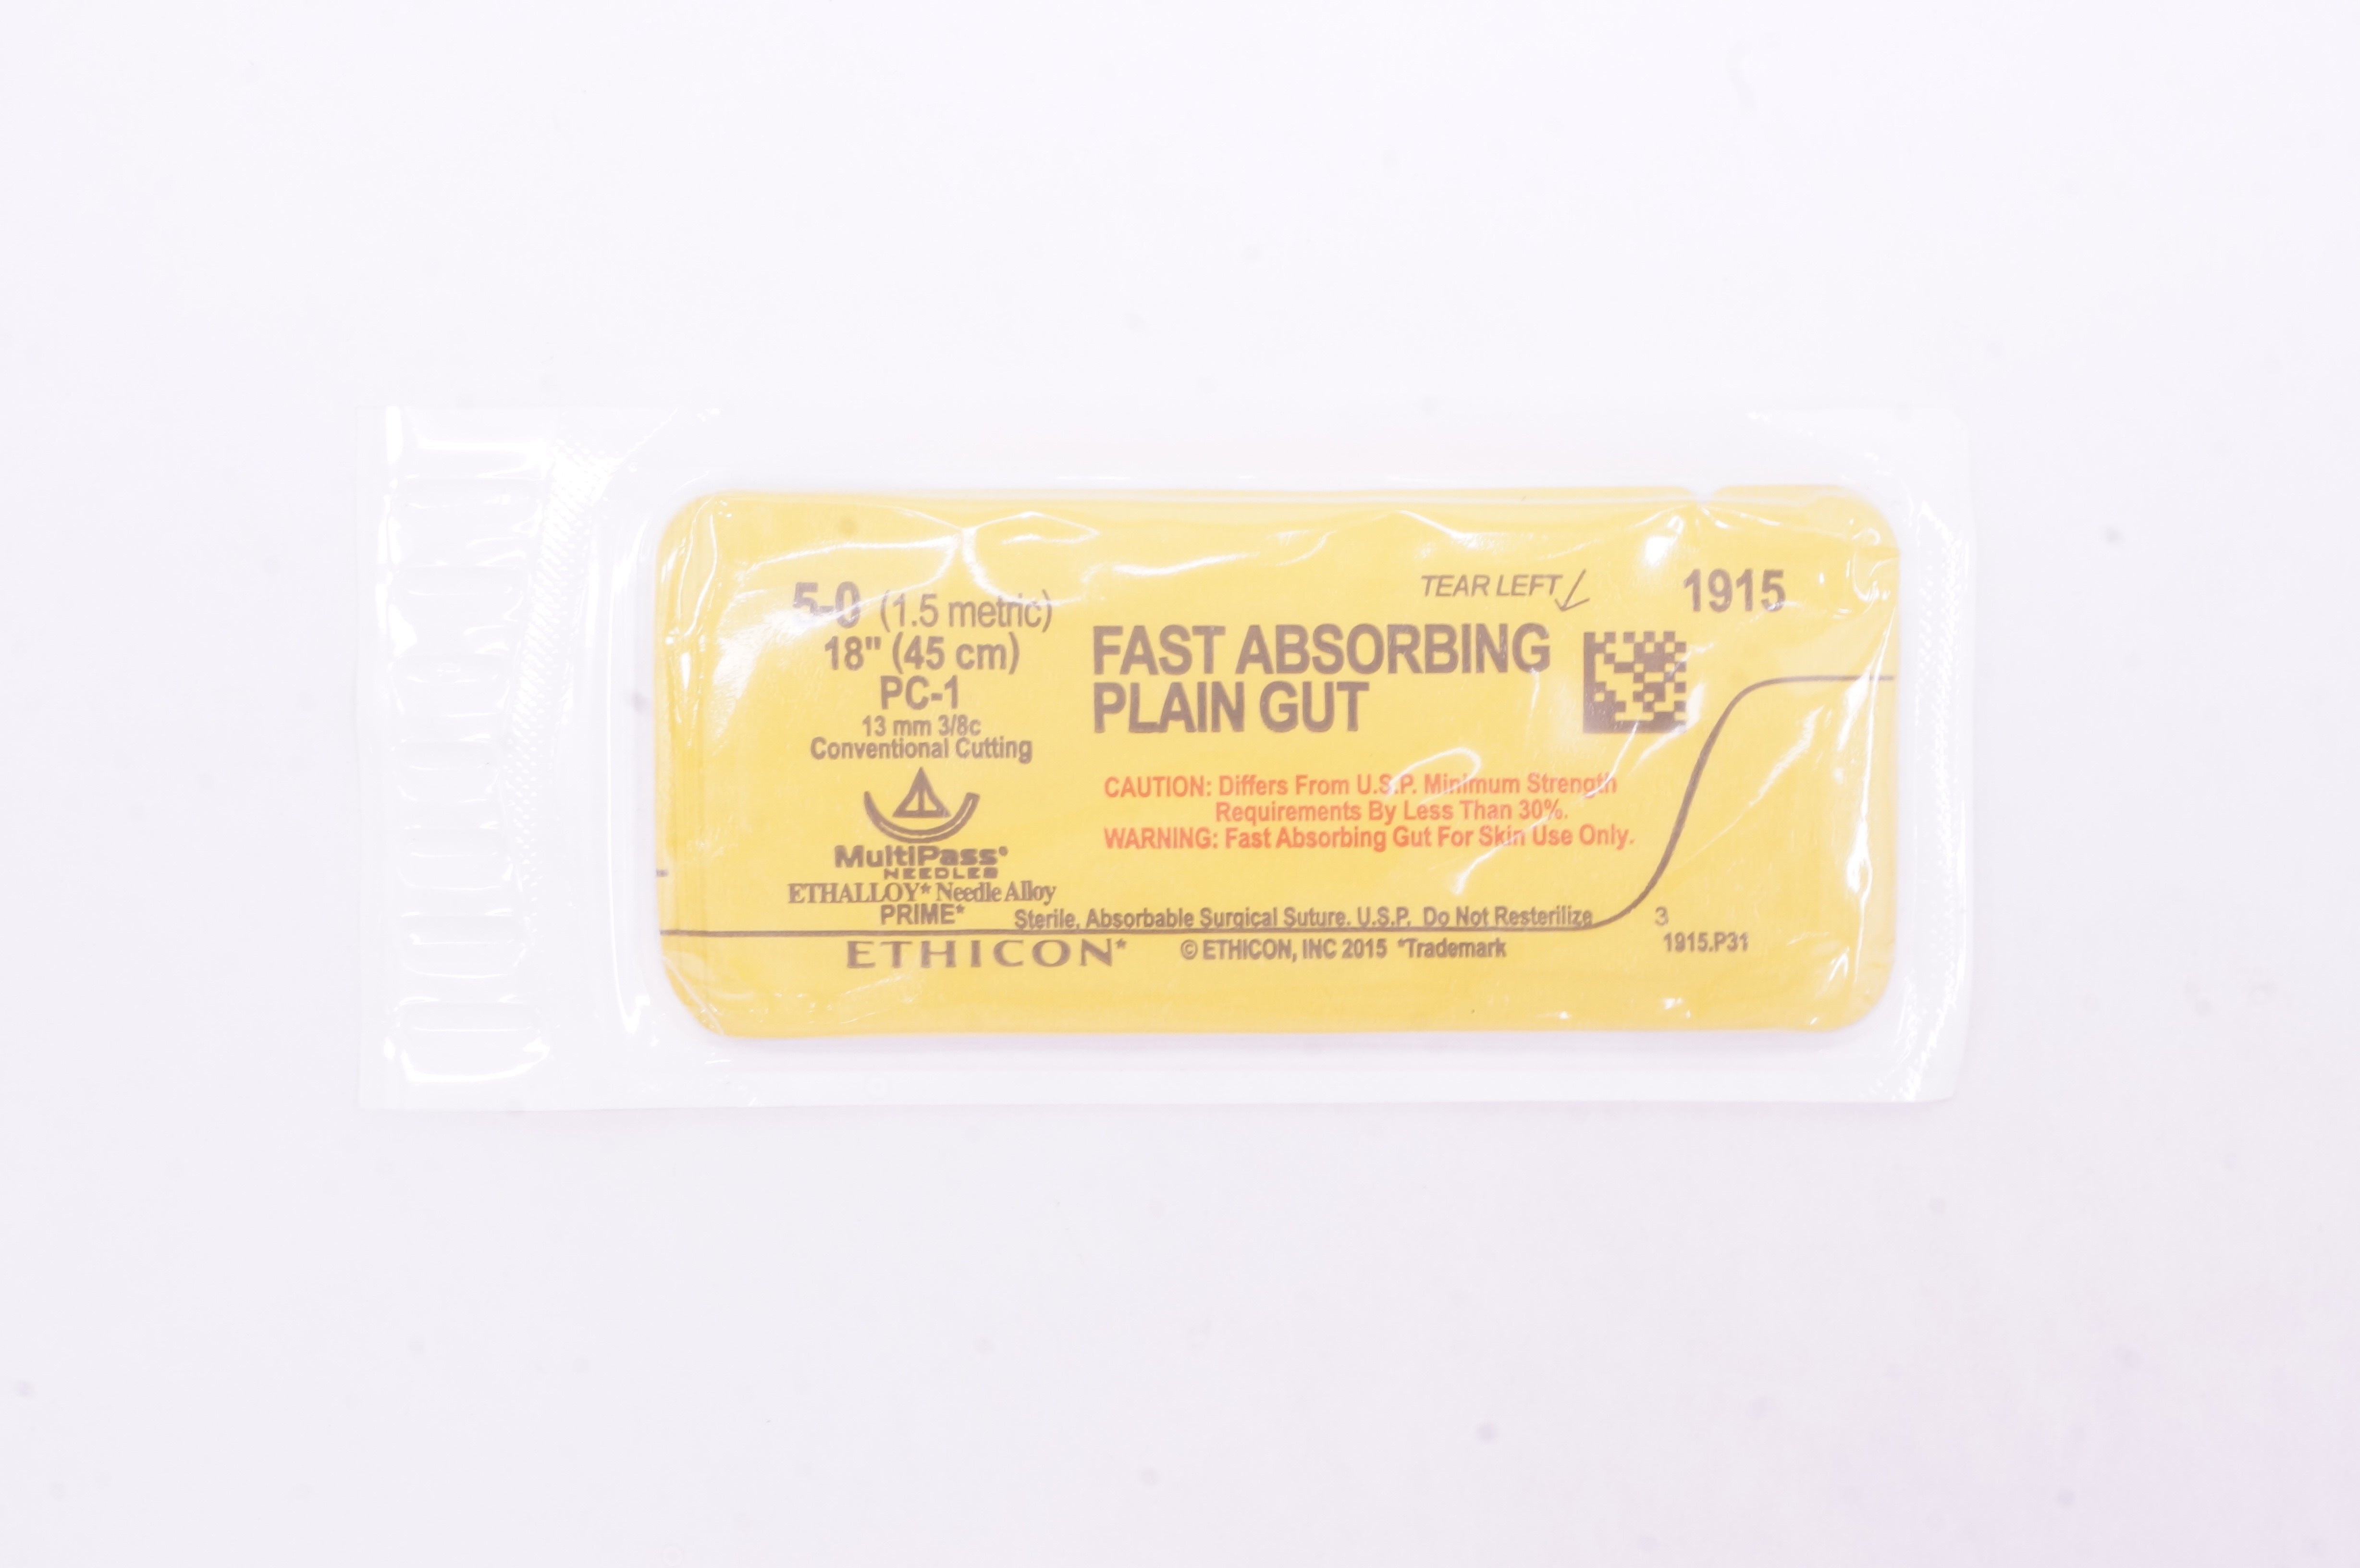 5-0 (1.5 metric)
18" (45 cm)
PC-1
13 mm 3/8c
Conventional Cutting
MultiPass®
NEEDLES
ETHALLOY* Needle Alloy
PRIME*
TEAR LEFT
1915
FAST ABSORBING
PLAIN GUT
CAUTION: Differs From U.S.P. Minimum Strength
Requirements By Less Than 30%.
WARNING: Fast Absorbing Gut For Skin Use Only.
Sterile, Absorbable Surgical Suture. U.S.P. Do Not Resterilize
3
1915.P31
ETHICON* © ETHICON, INC 2015 *Trademark